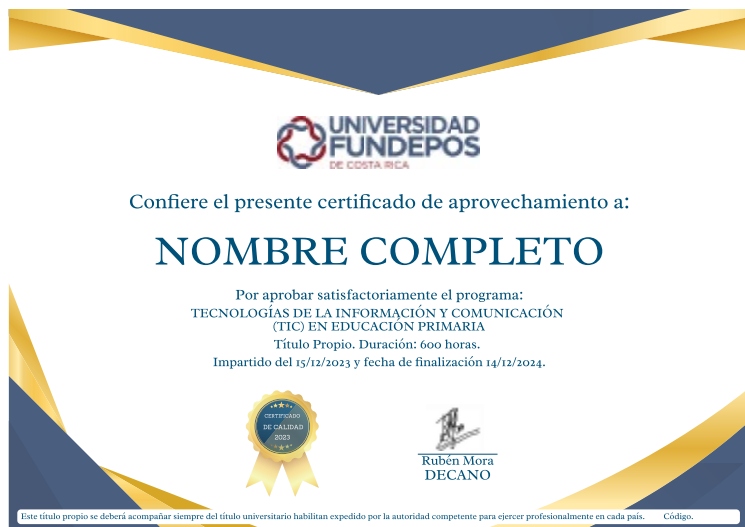 UNIVERSIDAD
FUNDEPOS
DE COSTA RICA
Confiere el presente certificado de aprovechamiento a:
NOMBRE COMPLETO
Por aprobar satisfactoriamente el programa:
TECNOLOGÍAS DE LA INFORMACIÓN Y COMUNICACIÓN
(TIC) EN EDUCACIÓN PRIMARIA
Título Propio. Duración: 600 horas.
Impartido del 15/12/2023 y fecha de finalización 14/12/2024.
CERTIFICADO
DE CALIDAD
2023
Rubén Mora
DECANO
Este título propio se deberá acompañar siempre del título universitario habilitan expedido por la autoridad competente para ejercer profesionalmente en cada país. Código.